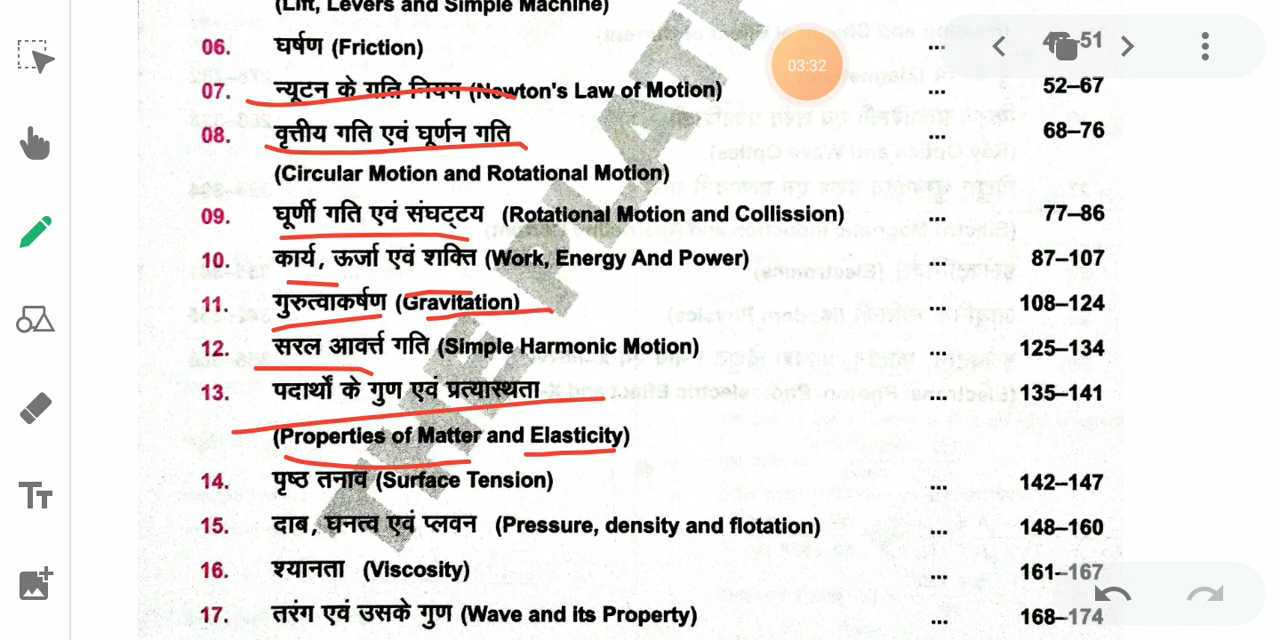 (Lift, Levers and Simple Machine)
06. घर्षण (Friction) ... 51
03:32
07. न्यूटन के गति नियम (Newton's Law of Motion) ... 52–67
08. वृत्तीय गति एवं घूर्णन गति ... 68–76
(Circular Motion and Rotational Motion)
09. घूर्णी गति एवं संघट्टय (Rotational Motion and Collission) ... 77–86
10. कार्य, ऊर्जा एवं शक्ति (Work, Energy And Power) ... 87–107
11. गुरुत्वाकर्षण (Gravitation) ... 108–124
12. सरल आवर्त्त गति (Simple Harmonic Motion) ... 125–134
13. पदार्थों के गुण एवं प्रत्यास्थता ... 135–141
(Properties of Matter and Elasticity)
14. पृष्ठ तनाव (Surface Tension) ... 142–147
15. दाब, घनत्व एवं प्लवन (Pressure, density and flotation) ... 148–160
16. श्यानता (Viscosity) ... 161–167
17. तरंग एवं उसके गुण (Wave and its Property) ... 168–174
THE PLAT
Tт